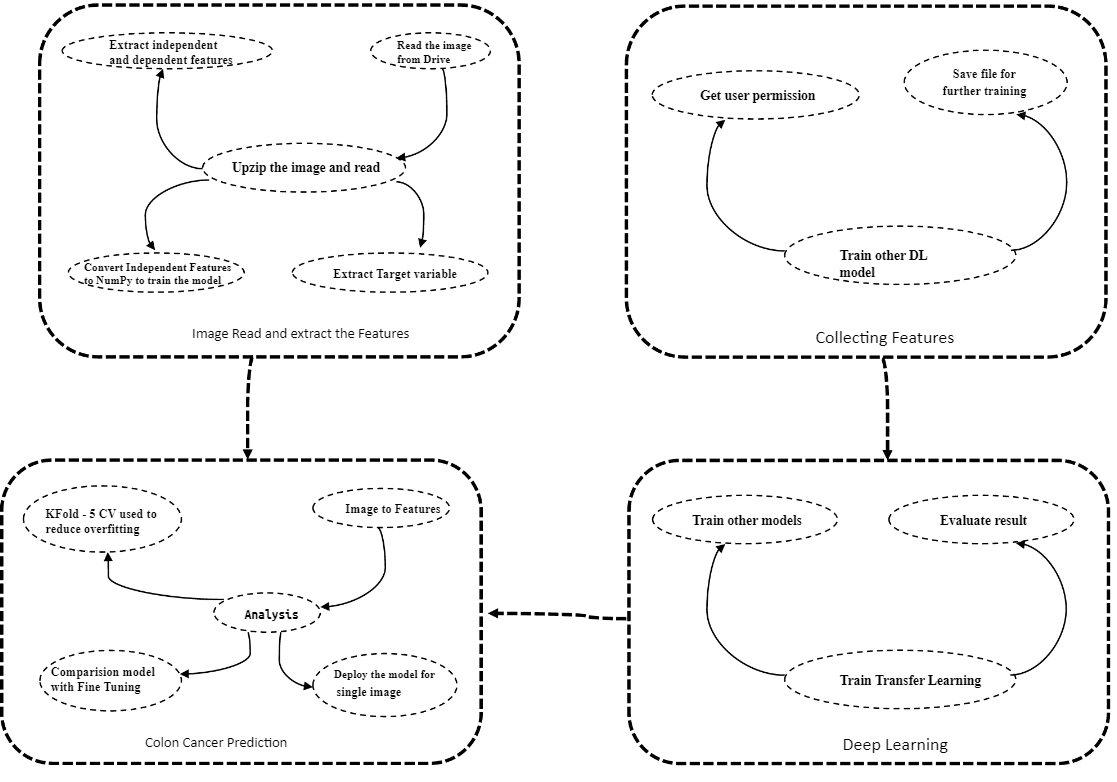 Extract independent
and dependent features
Read the image
from Drive
Upzip the image and read
Convert Independent Features
to NumPy to train the model
Extract Target variable
Image Read and extract the Features
Get user permission
Save file for
further training
Train other DL
model
Collecting Features
KFold - 5 CV used to
reduce overfitting
Image to Features
Analysis
Comparision model
with Fine Tuning
Deploy the model for
single image
Colon Cancer Prediction
Train other models
Evaluate result
Train Transfer Learning
Deep Learning